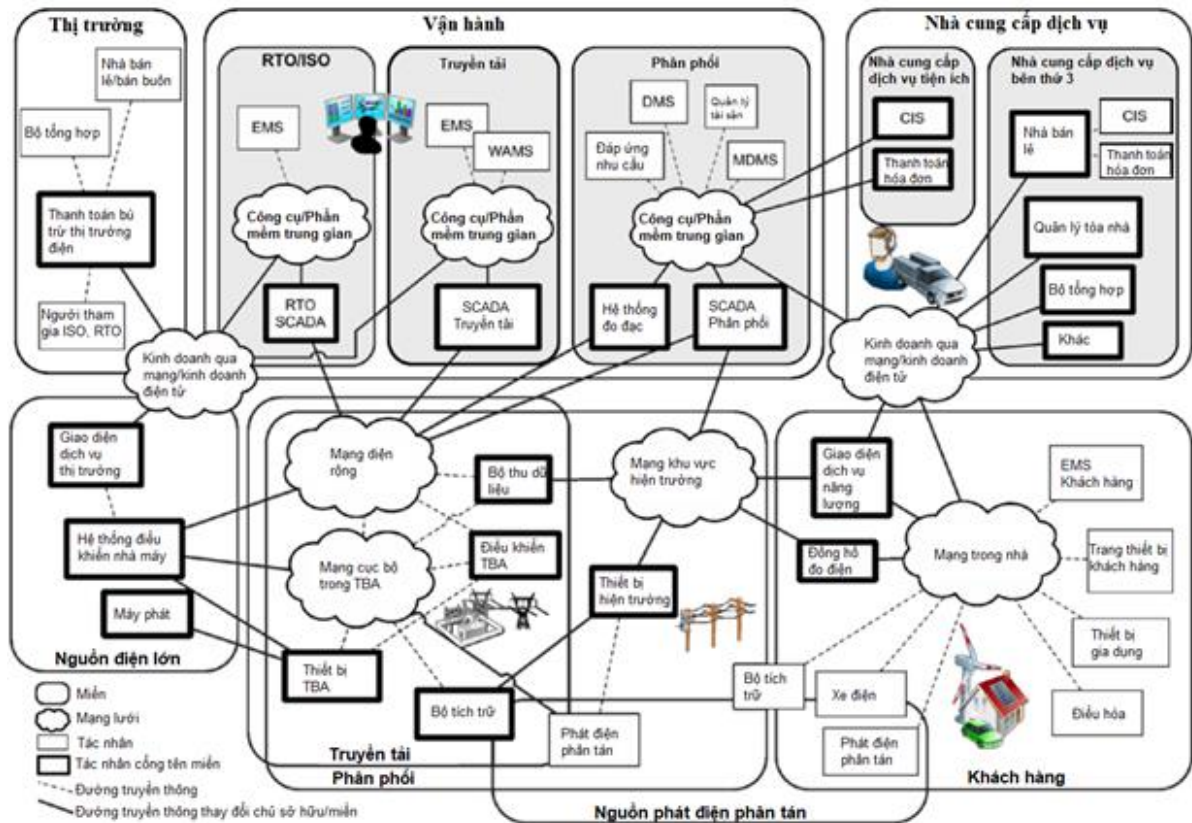 Thị trường
Nhà bán
lẻ/bán buôn
Bộ tổng hợp
Thanh toán bù
trừ thị trường
điện
Người tham
gia ISO, RTO
Vận hành
RTO/ISO
EMS
Công cụ/Phần
mềm trung gian
RTO
SCADA
Truyền tải
EMS
WAMS
Công cụ/Phần
mềm trung gian
SCADA
Truyền tải
Phân phối
DMS
Quản lý
tài sản
Đáp ứng
nhu cầu
MDMS
Công cụ/Phần
mềm trung gian
Hệ thống
đo đạc
SCADA
Phân phối
Nhà cung cấp dịch vụ
Nhà cung cấp
dịch vụ tiện ích
CIS
Thanh toán
hóa đơn
Nhà cung cấp dịch vụ
bên thứ 3
Nhà bán
lẻ
CIS
Thanh toán
hóa đơn
Quản lý tòa nhà
Bộ tổng hợp
Khác
Kinh doanh qua
mạng/kinh doanh
điện tử
Kinh doanh qua
mạng/kinh doanh
điện tử
Giao diện
dịch vụ
thị trường
Hệ thống điều
khiển nhà máy
Máy phát
Nguồn điện lớn
Mạng diện
rộng
Bộ thu dữ
liệu
Mạng cục bộ
trong TBA
Điều khiển
TBA
Thiết bị
TBA
Bộ tích trữ
Truyền tải
Phân phối
Mạng khu vực
hiện trường
Thiết bị
hiện trường
Phát điện
phân tán
Giao diện
dịch vụ
năng
lượng
Đồng hồ
đo điện
Mạng trong nhà
EMS
Khách hàng
Trang thiết bị
khách hàng
Thiết bị
gia dụng
Điều hòa
Bộ tích
trữ
Xe điện
Phát điện
phân tán
Khách hàng
Nguồn phát điện phân tán
Miền
Mạng lưới
Tác nhân
Tác nhân cổng tên miền
Đường truyền thông
Đường truyền thông thay đổi chủ sở hữu/miền